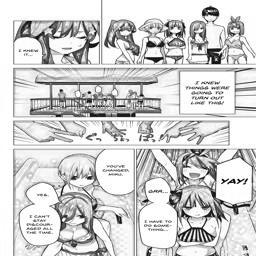 I KNEW
IT...
I KNEW
THINGS WERE
GOING TO
TURN OUT
LIKE THIS!
YOU'VE
CHANGED,
MIKU.
YES.
I CAN'T
STAY
DISCOUR-
AGED ALL
THE TIME.
YAY!
GRR...
I HAVE TO
DO SOME-
THING...